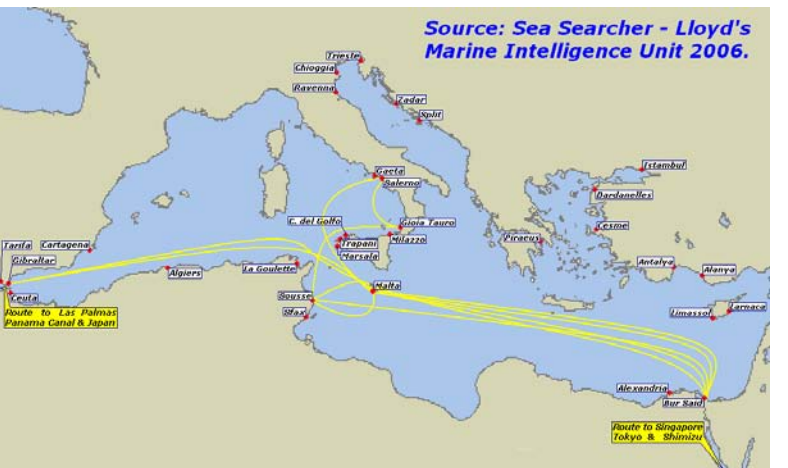 Source: Sea Searcher - Lloyd's
Marine Intelligence Unit 2006.
Trieste
Chioggia
Ravenna
Zadar
Split
Istambul
Gaeta
Salerno
Dardanelles
C. del Golfo
Gioia Tauro
Cesme
Tarifa
Cartagena
Trapani
Milazzo
Piraeus
Gibraltar
Marsala
La Goulette
Algiers
Antalya
Alanya
Ceuta
Sousse
Malta
Route to Las Palmas
Panama Canal & Japan
Sfax
Limassol
Larnaca
Alexandria
Bur Said
Route to Singapore
Tokyo & Shimizu